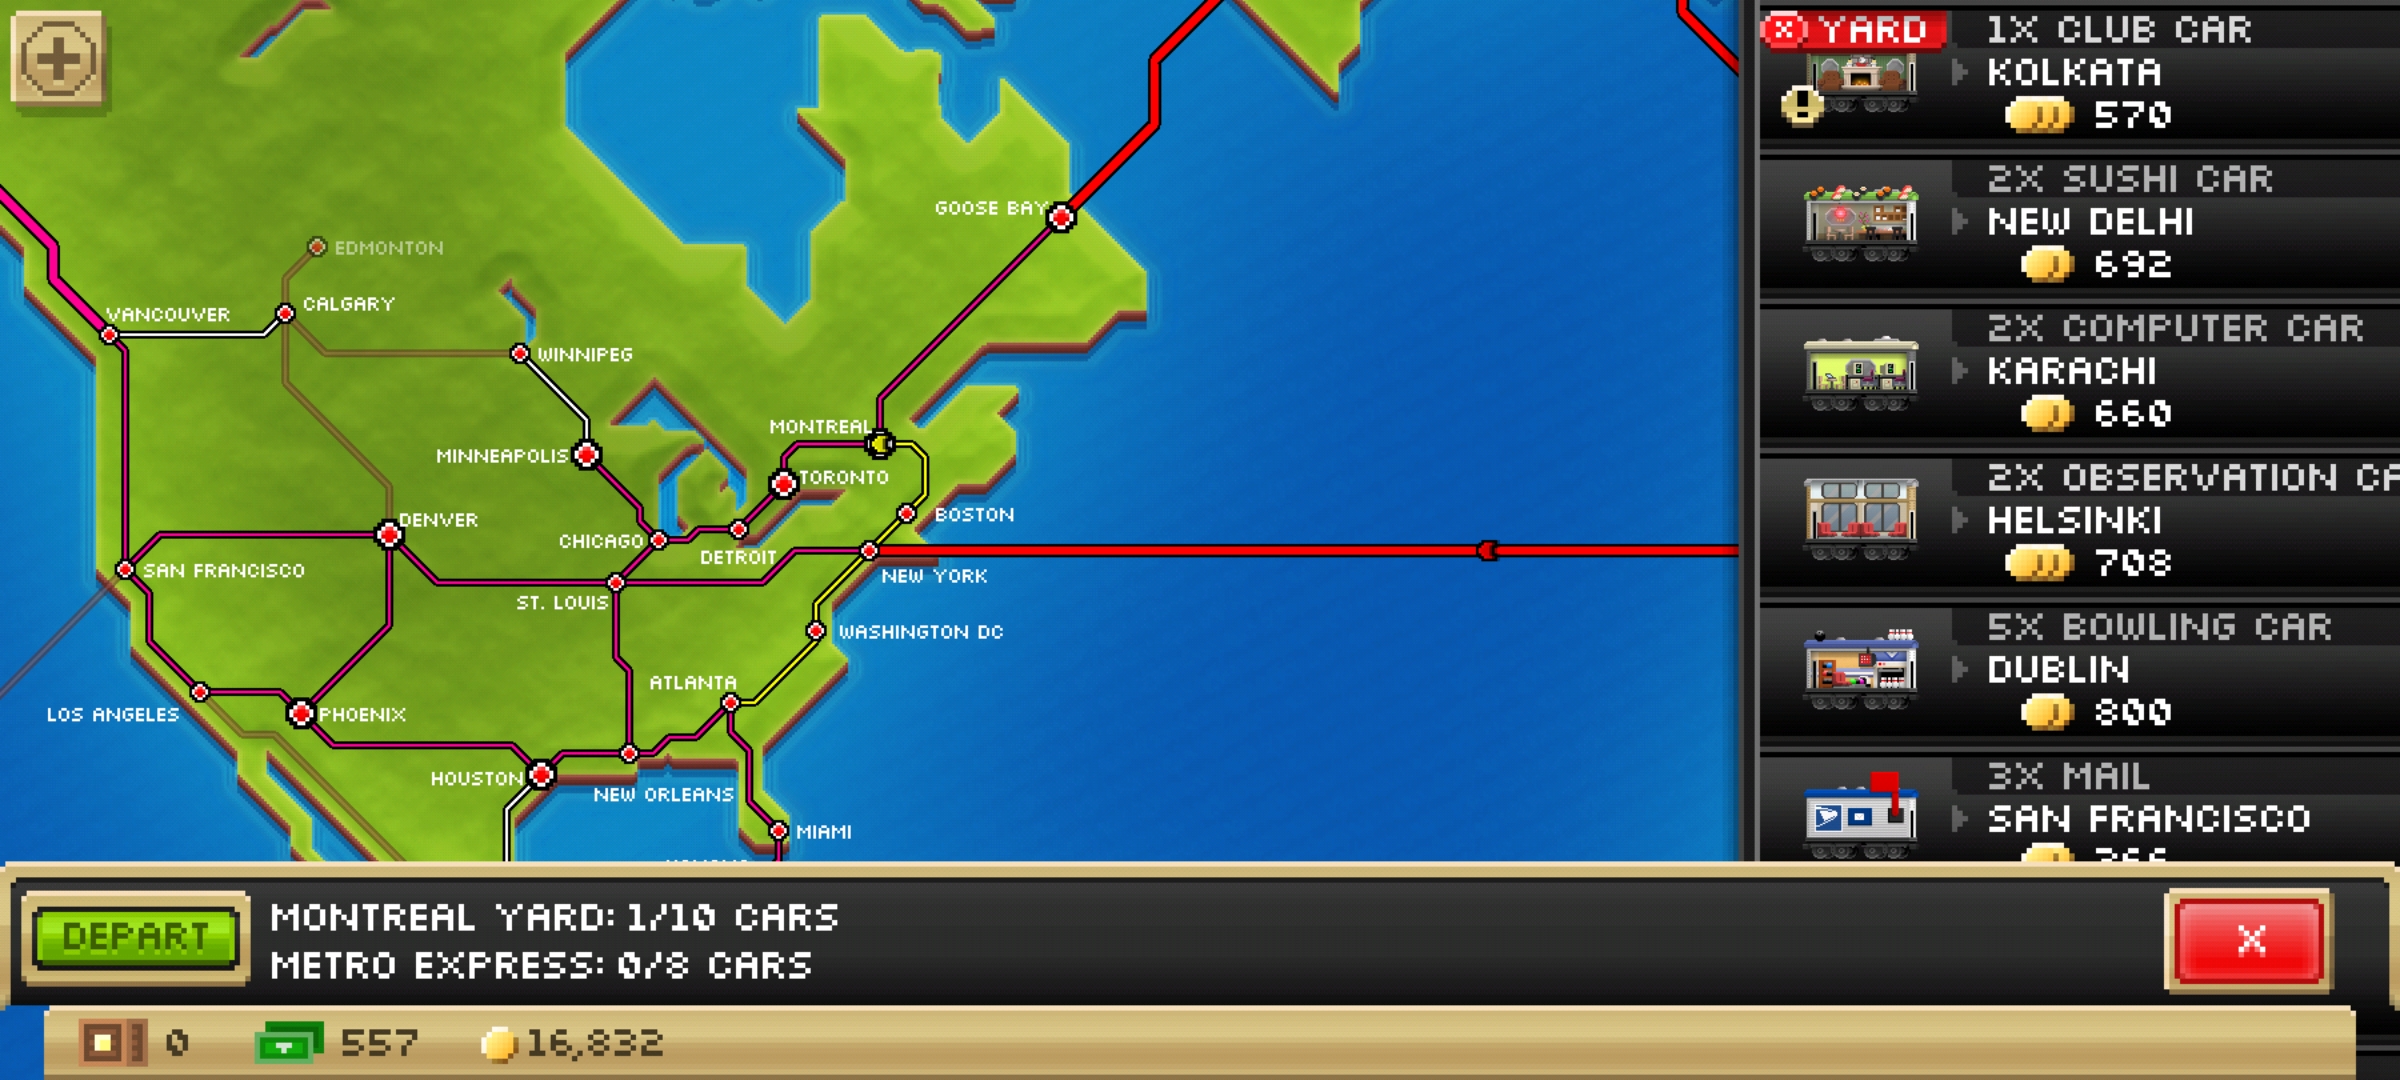 GOOSE BAY
EDMONTON
CALGARY
VANCOUVER
WINNIPEG
MONTREAL
MINNEAPOLIS
TORONTO
DENVER
BOSTON
CHICAGO
DETROIT
SAN FRANCISCO
NEW YORK
ST. LOUIS
WASHINGTON DC
ATLANTA
LOS ANGELES
PHOENIX
HOUSTON
NEW ORLEANS
MIAMI
YARD
1X CLUB CAR
KOLKATA
570
2X SUSHI CAR
NEW DELHI
692
2X COMPUTER CAR
KARACHI
660
2X OBSERVATION CA
HELSINKI
708
5X BOWLING CAR
DUBLIN
800
3X MAIL
SAN FRANCISCO
DEPART
MONTREAL YARD: 1/10 CARS
METRO EXPRESS: 0/8 CARS
X
0
557
16,832